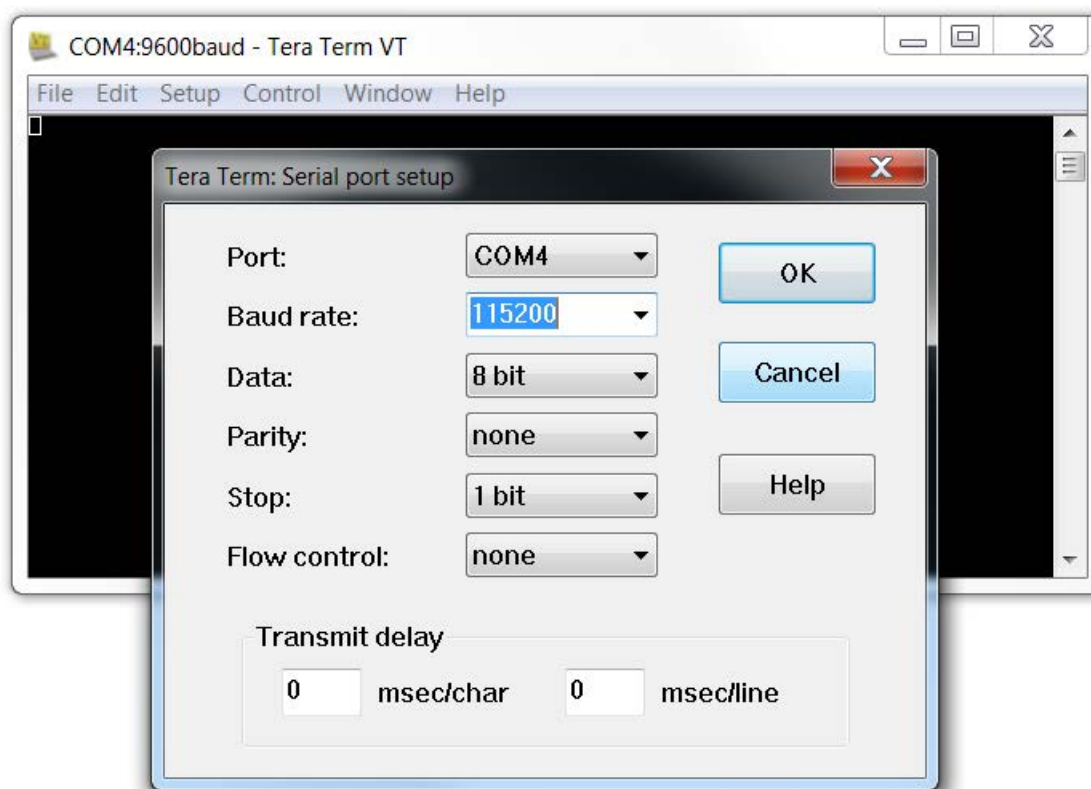 COM4:9600baud - Tera Term VT
File Edit Setup Control Window Help
Tera Term: Serial port setup
Port: COM4
OK
Baud rate: 115200
Data: 8 bit
Cancel
Parity: none
Stop: 1 bit
Help
Flow control: none
Transmit delay
0 msec/char 0 msec/line